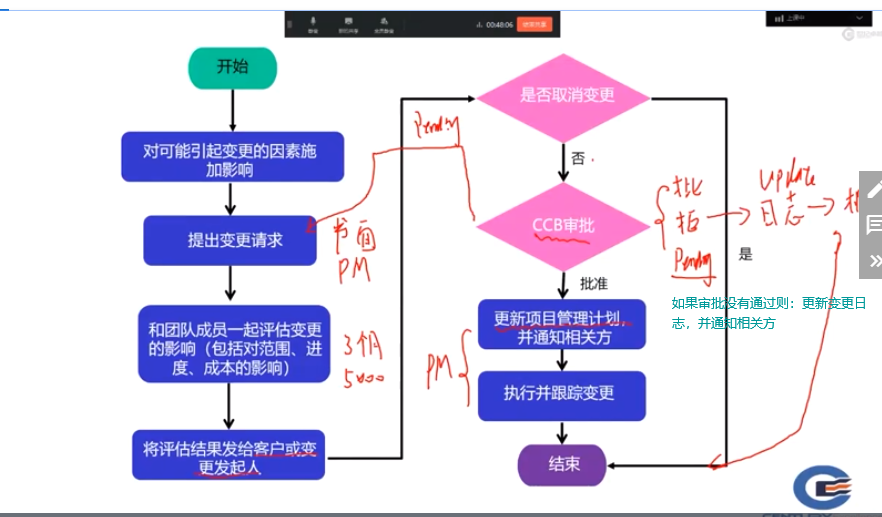 00:48:06
结束共享
上课中
开始
对可能引起变更的因素施
加影响
提出变更请求
书面
PM
和团队成员一起评估变更
的影响（包括对范围、进
度、成本的影响）
3个月
5000
将评估结果发给客户或变
更发起人
是否取消变更
Pending
否
CCB审批
批
拒
Pending
update
日志
是
批准
如果审批没有通过则：更新变更日
志，并通知相关方
更新项目管理计划，
并通知相关方
PM
执行并跟踪变更
结束